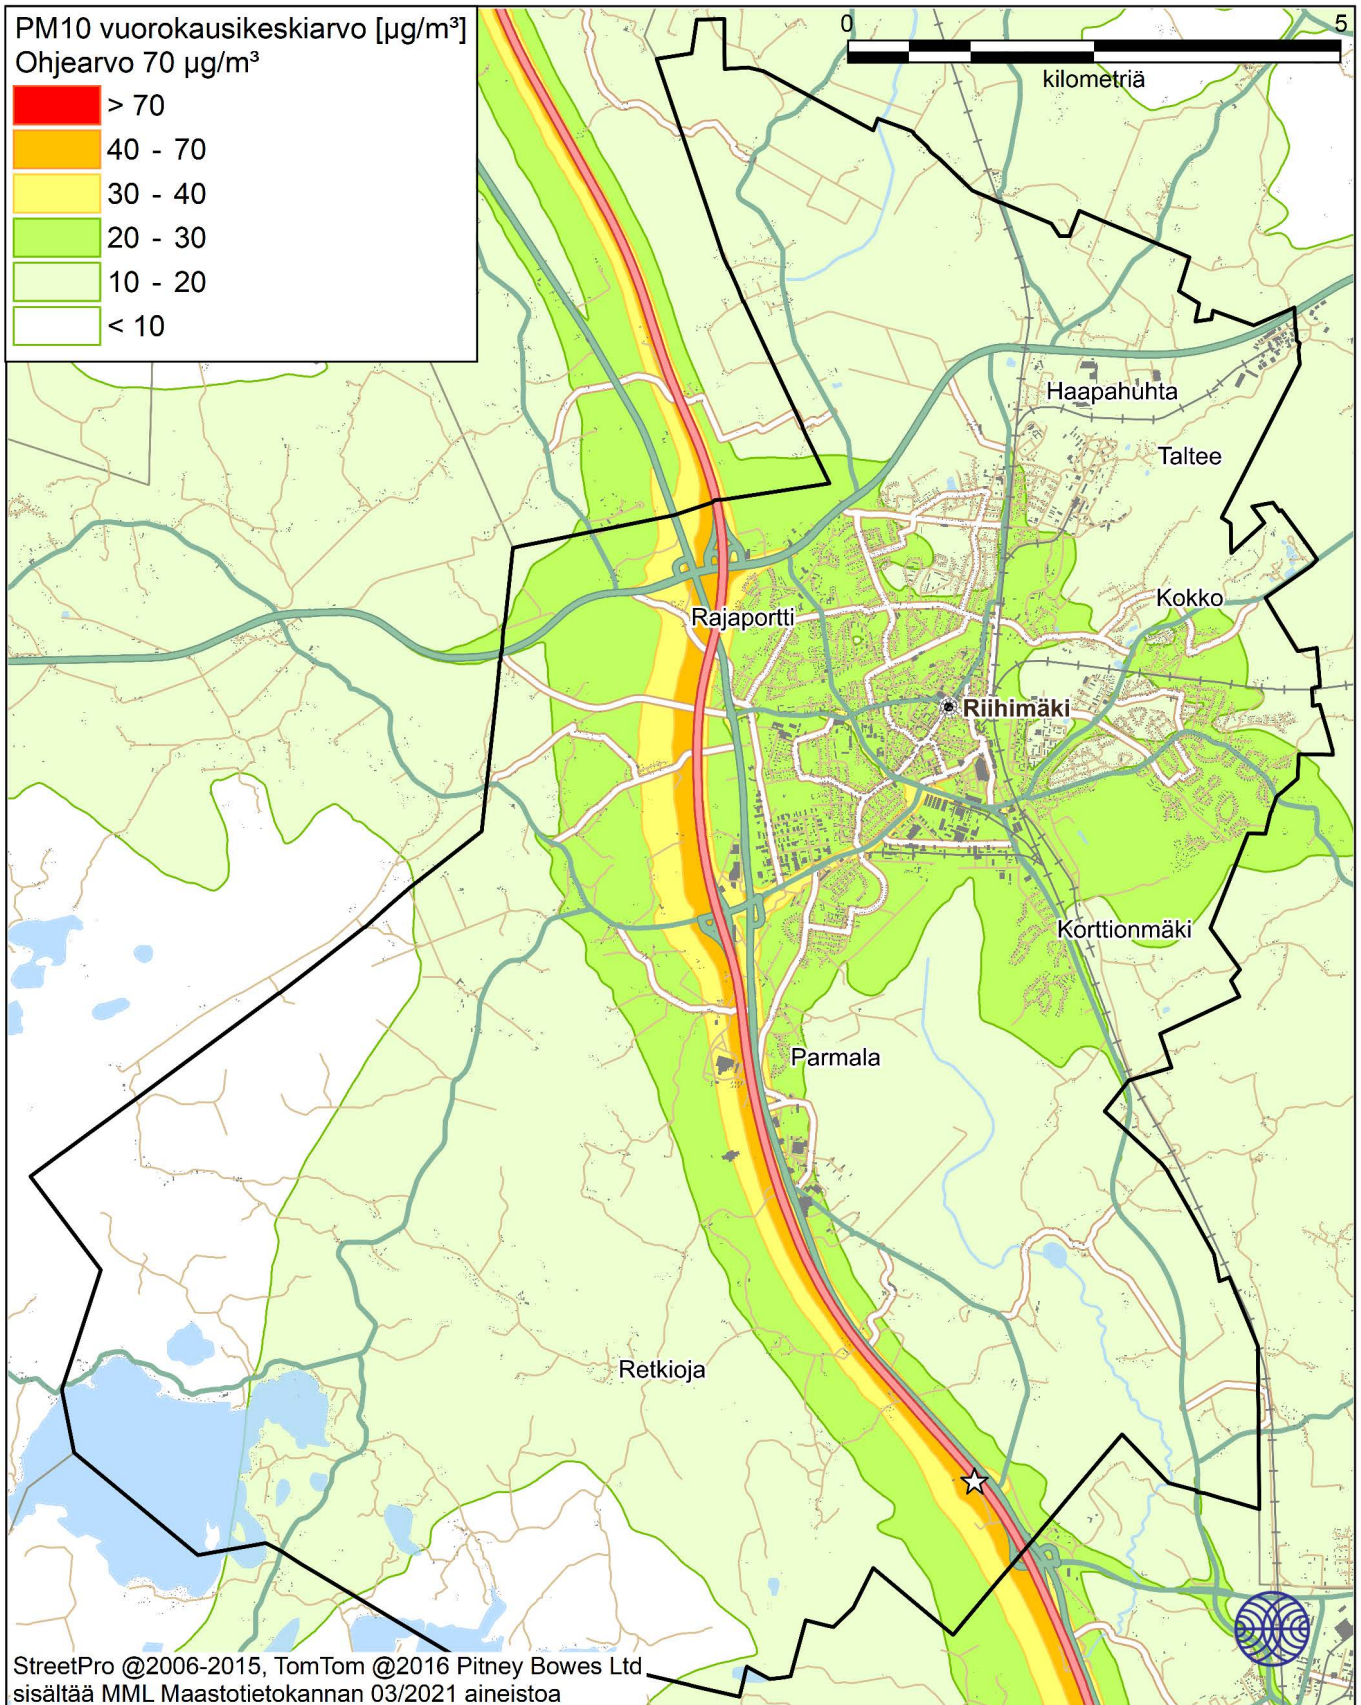 PM10 vuorokausikeskiarvo [µg/m³]
Ohjearvo 70 µg/m³
> 70
40 - 70
30 - 40
20 - 30
10 - 20
< 10
0 5
kilometriä
Haapahuhta
Taltee
Kokko
Rajaportti
Riihimäki
Korttionmäki
Parmala
Retkioja
StreetPro @2006-2015, TomTom @2016 Pitney Bowes Ltd
sisältää MML Maastotietokannan 03/2021 aineistoa